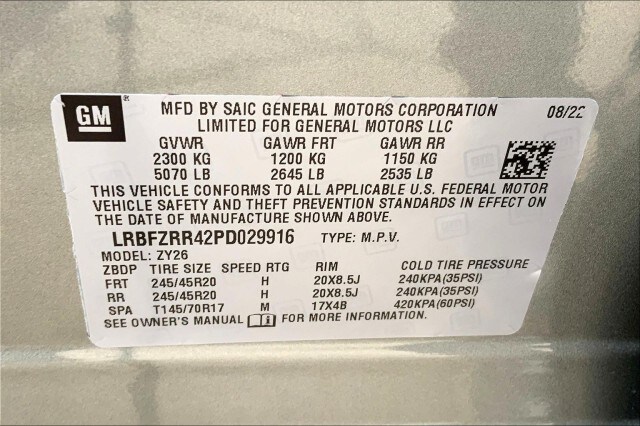 GM ® MFD BY SAIC GENERAL MOTORS CORPORATION 08/22
LIMITED FOR GENERAL MOTORS LLC
GVWR GAWR FRT GAWR RR
2300 KG 1200 KG 1150 KG
5070 LB 2645 LB 2535 LB
THIS VEHICLE CONFORMS TO ALL APPLICABLE U.S. FEDERAL MOTOR
VEHICLE SAFETY AND THEFT PREVENTION STANDARDS IN EFFECT ON
THE DATE OF MANUFACTURE SHOWN ABOVE.
LRBFZRR42PD029916 TYPE: M.P.V.
MODEL: ZY26
ZBDP TIRE SIZE SPEED RTG RIM COLD TIRE PRESSURE
FRT 245/45R20 H 20X8.5J 240KPA(35PSI)
RR 245/45R20 H 20X8.5J 240KPA(35PSI)
SPA T145/70R17 M 17X4B 420KPA(60PSI)
SEE OWNER'S MANUAL FOR MORE INFORMATION.